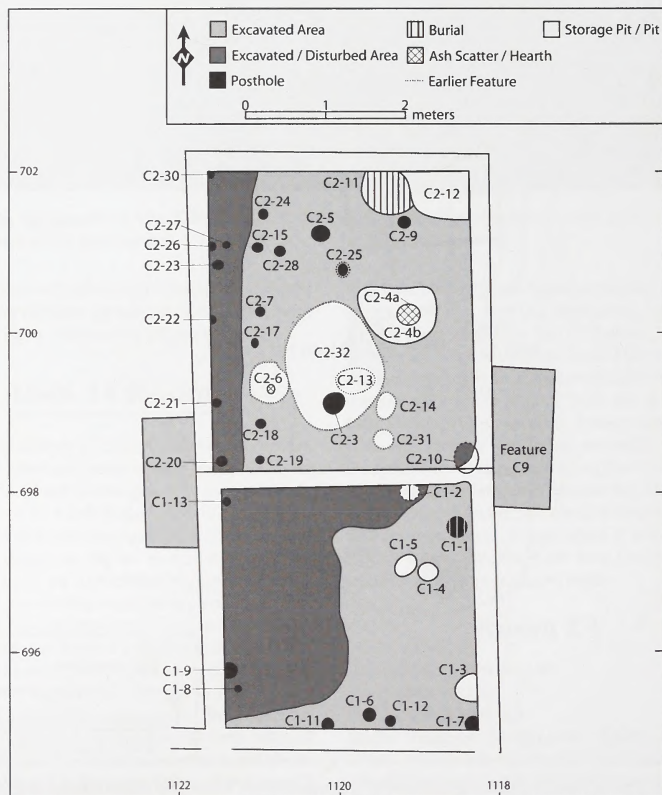 N
Excavated Area
Burial
Storage Pit / Pit
Excavated / Disturbed Area
Ash Scatter / Hearth
Posthole
Earlier Feature
0 1 2
meters
702
C2-30
C2-11
C2-12
C2-24
C2-27
C2-15
C2-5
C2-9
C2-26
C2-23
C2-28
C2-25
C2-7
C2-4a
C2-22
C2-17
C2-4b
700
C2-32
C2-6
C2-13
C2-21
C2-14
C2-18
C2-3
C2-31
C2-20
C2-19
C2-10
Feature
C9
698
C1-13
C1-2
C1-1
C1-5
C1-4
696
C1-9
C1-8
C1-3
C1-6
C1-12
C1-11
C1-7
1122 1120 1118